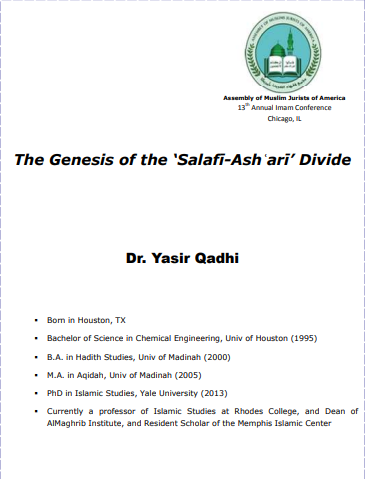 Assembly of Muslim Jurists of America
13th Annual Imam Conference
Chicago, IL
The Genesis of the ‘Salafī-Ashʿarī’ Divide
Dr. Yasir Qadhi
▪ Born in Houston, TX
▪ Bachelor of Science in Chemical Engineering, Univ of Houston (1995)
▪ B.A. in Hadith Studies, Univ of Madinah (2000)
▪ M.A. in Aqidah, Univ of Madinah (2005)
▪ PhD in Islamic Studies, Yale University (2013)
▪ Currently a professor of Islamic Studies at Rhodes College, and Dean of
AlMaghrib Institute, and Resident Scholar of the Memphis Islamic Center